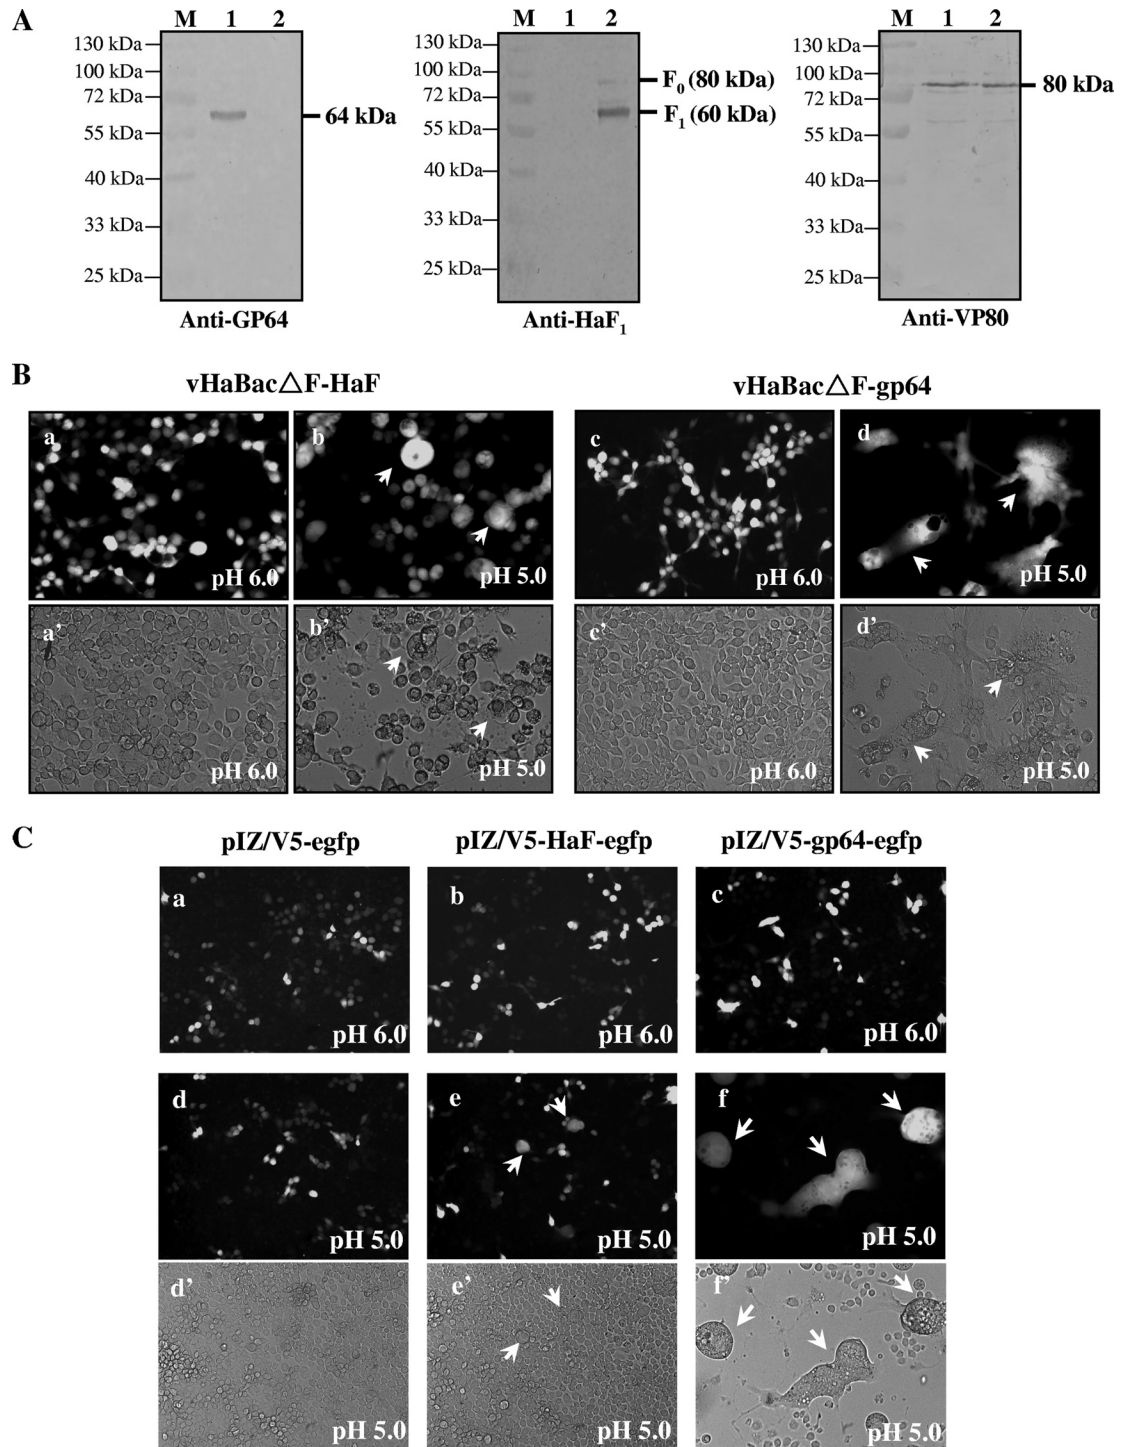 A
M 1 2
130 kDa
100 kDa
72 kDa
55 kDa
40 kDa
33 kDa
25 kDa
64 kDa
Anti-GP64
M 1 2
130 kDa
100 kDa
72 kDa
55 kDa
40 kDa
33 kDa
25 kDa
F0 (80 kDa)
F1 (60 kDa)
Anti-HaF1
M 1 2
130 kDa
100 kDa
72 kDa
55 kDa
40 kDa
33 kDa
25 kDa
80 kDa
Anti-VP80
B
vHaBac△F-HaF
vHaBac△F-gp64
a
pH 6.0
b
pH 5.0
c
pH 6.0
d
pH 5.0
a'
pH 6.0
b'
pH 5.0
c'
pH 6.0
d'
pH 5.0
C
pIZ/V5-egfp
pIZ/V5-HaF-egfp
pIZ/V5-gp64-egfp
a
pH 6.0
b
pH 6.0
c
pH 6.0
d
pH 5.0
e
pH 5.0
f
pH 5.0
d'
pH 5.0
e'
pH 5.0
f'
pH 5.0